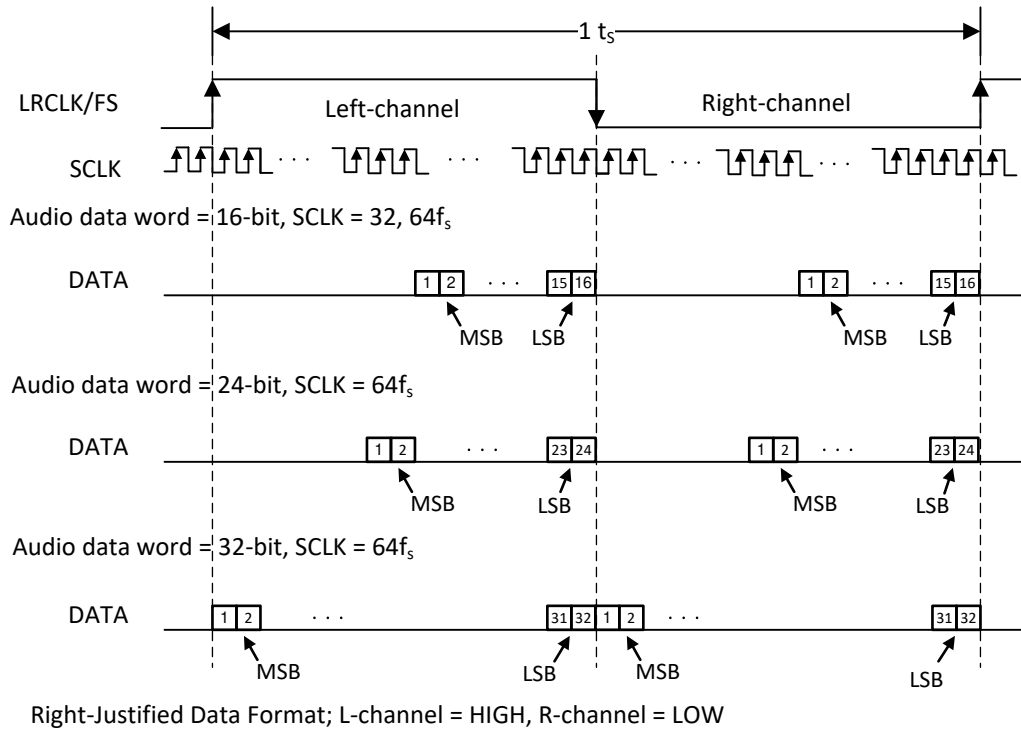 1 tS
LRCLK/FS
Left-channel
Right-channel
SCLK
. . .
. . .
. . .
. . .
Audio data word = 16-bit, SCLK = 32, 64fs
DATA
1 2 . . . 15 16 1 2 . . . 15 16
MSB LSB MSB LSB
Audio data word = 24-bit, SCLK = 64fs
DATA
1 2 . . . 23 24 1 2 . . . 23 24
MSB LSB MSB LSB
Audio data word = 32-bit, SCLK = 64fs
DATA
1 2 . . . 31 32 1 2 . . . 31 32
MSB LSB MSB LSB
Right-Justified Data Format; L-channel = HIGH, R-channel = LOW